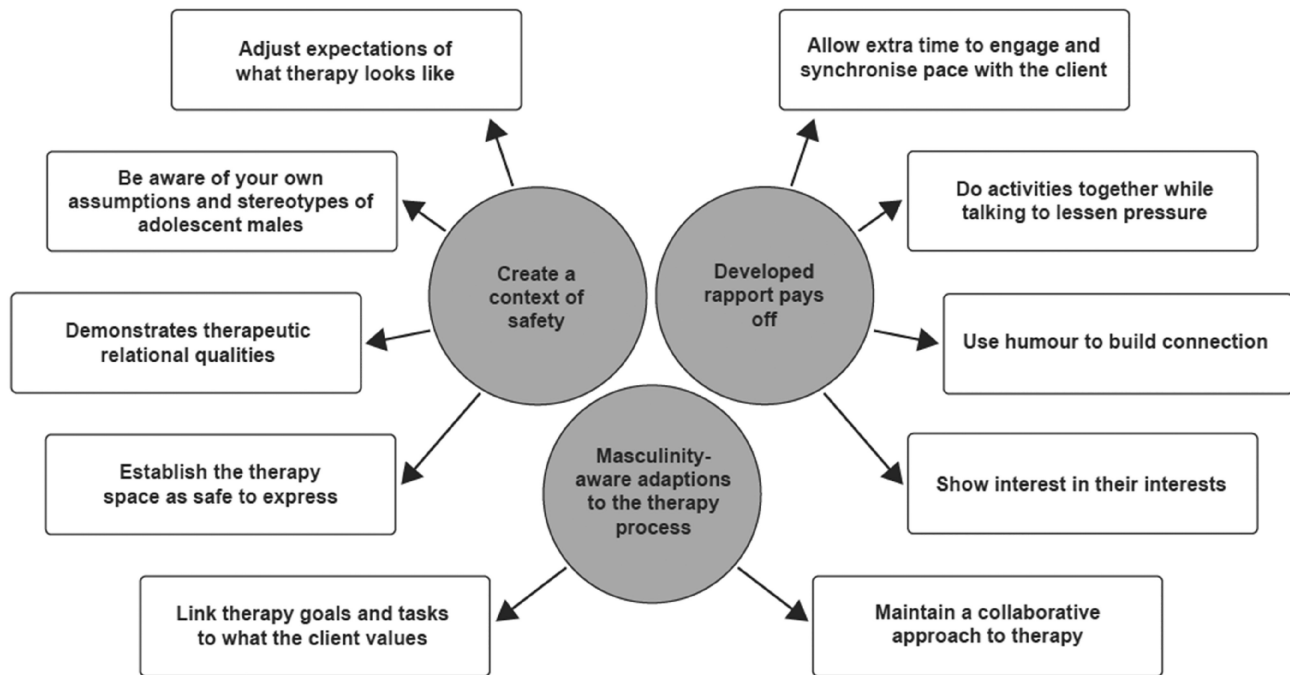 Adjust expectations of
what therapy looks like
Allow extra time to engage and
synchronise pace with the client
Be aware of your own
assumptions and stereotypes of
adolescent males
Do activities together while
talking to lessen pressure
Create a
context of
safety
Developed
rapport pays
off
Demonstrates therapeutic
relational qualities
Use humour to build connection
Masculinity-
aware adaptions
to the therapy
process
Establish the therapy
space as safe to express
Show interest in their interests
Link therapy goals and tasks
to what the client values
Maintain a collaborative
approach to therapy